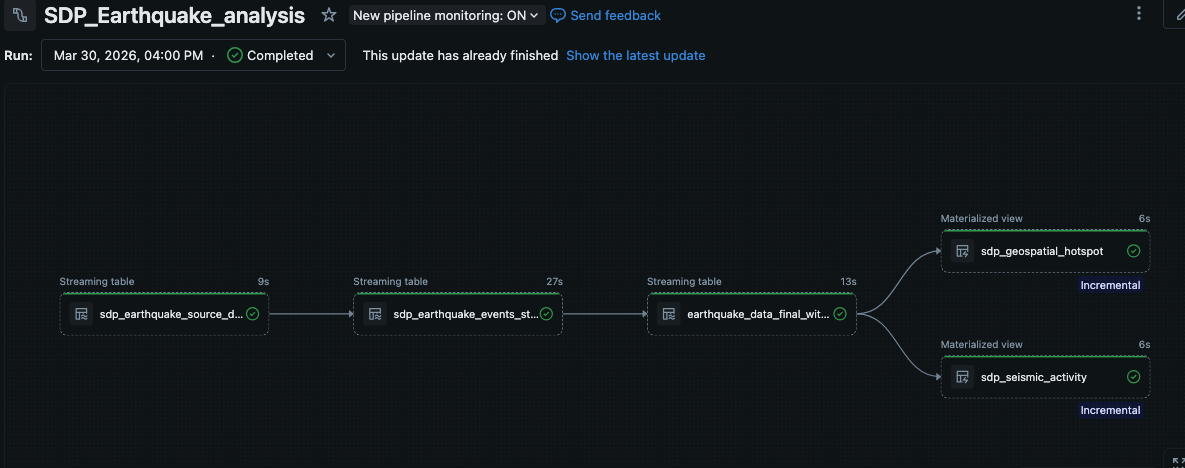 SDP_Earthquake_analysis New pipeline monitoring: ON Send feedback
Run: Mar 30, 2026, 04:00 PM · Completed This update has already finished Show the latest update
Materialized view 6s
sdp_geospatial_hotspot
Incremental
Streaming table 9s
sdp_earthquake_source_d...
Streaming table 27s
sdp_earthquake_events_st...
Streaming table 13s
earthquake_data_final_wit...
Materialized view 6s
sdp_seismic_activity
Incremental